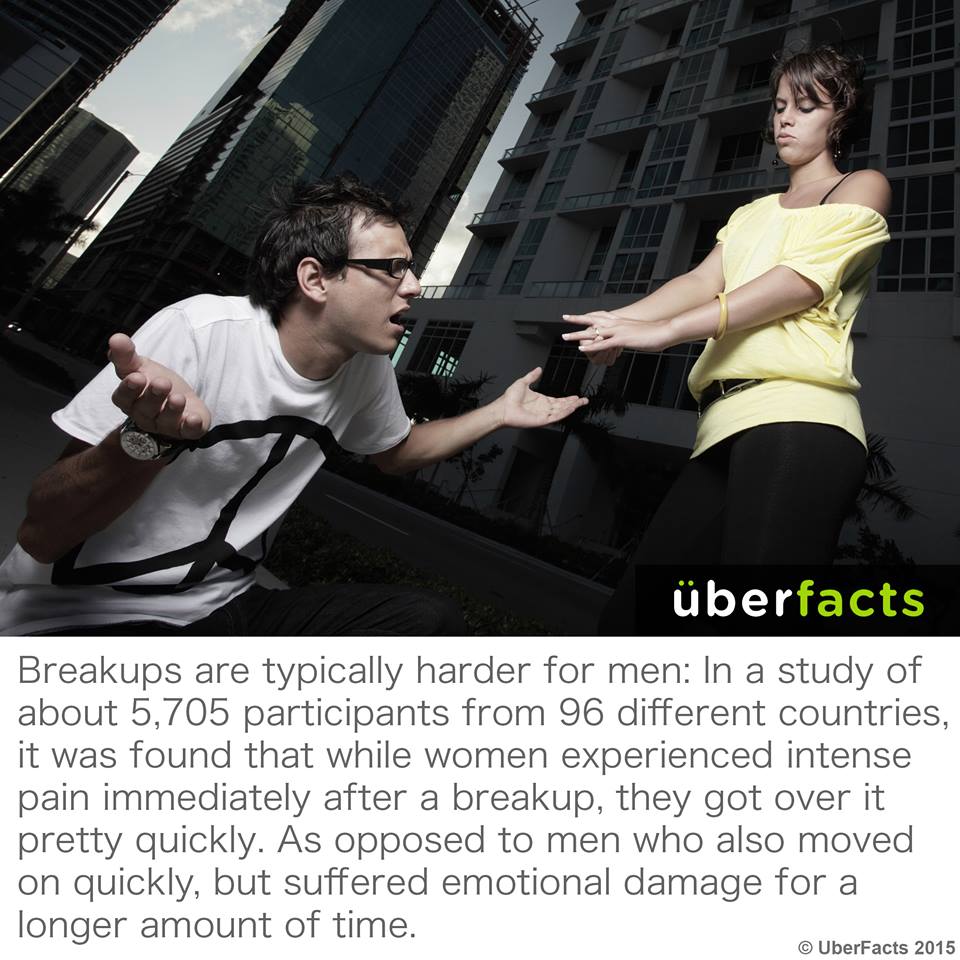 überfacts
Breakups are typically harder for men: In a study of
about 5,705 participants from 96 different countries,
it was found that while women experienced intense
pain immediately after a breakup, they got over it
pretty quickly. As opposed to men who also moved
on quickly, but suffered emotional damage for a
longer amount of time.
© UberFacts 2015